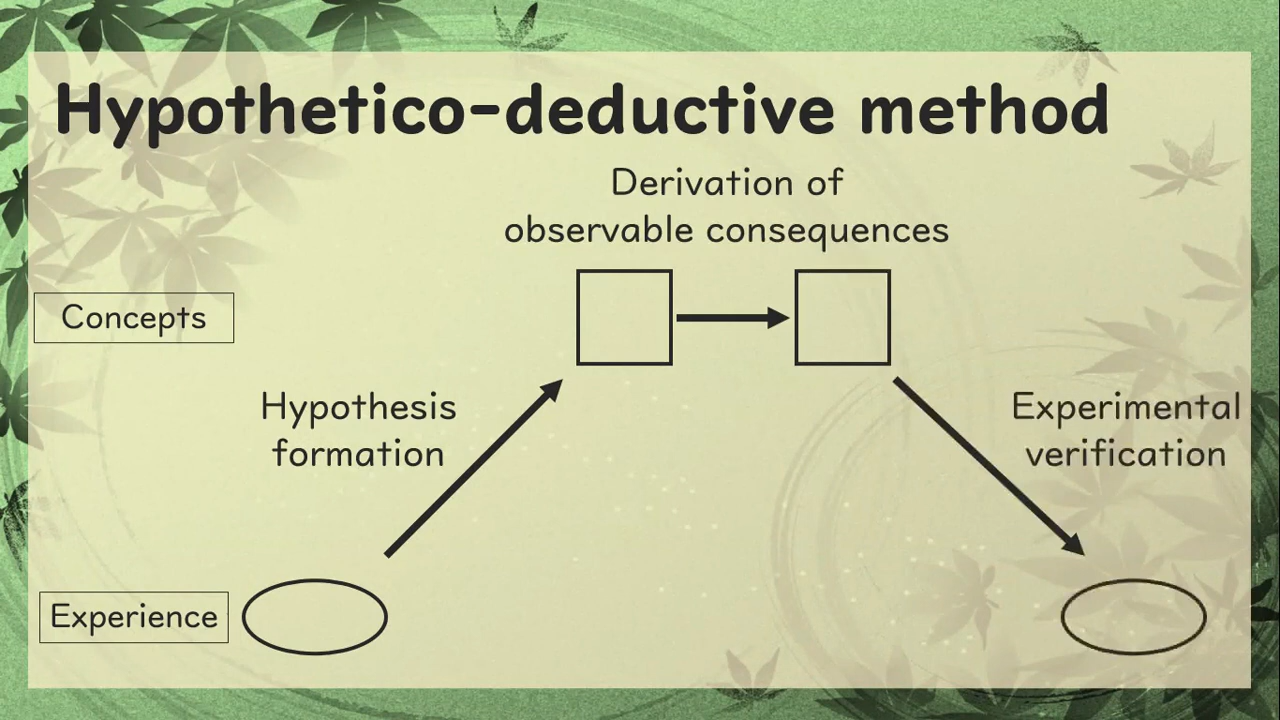 Hypothetico-deductive method
Derivation of
observable consequences
Concepts
Hypothesis
formation
Experimental
verification
Experience